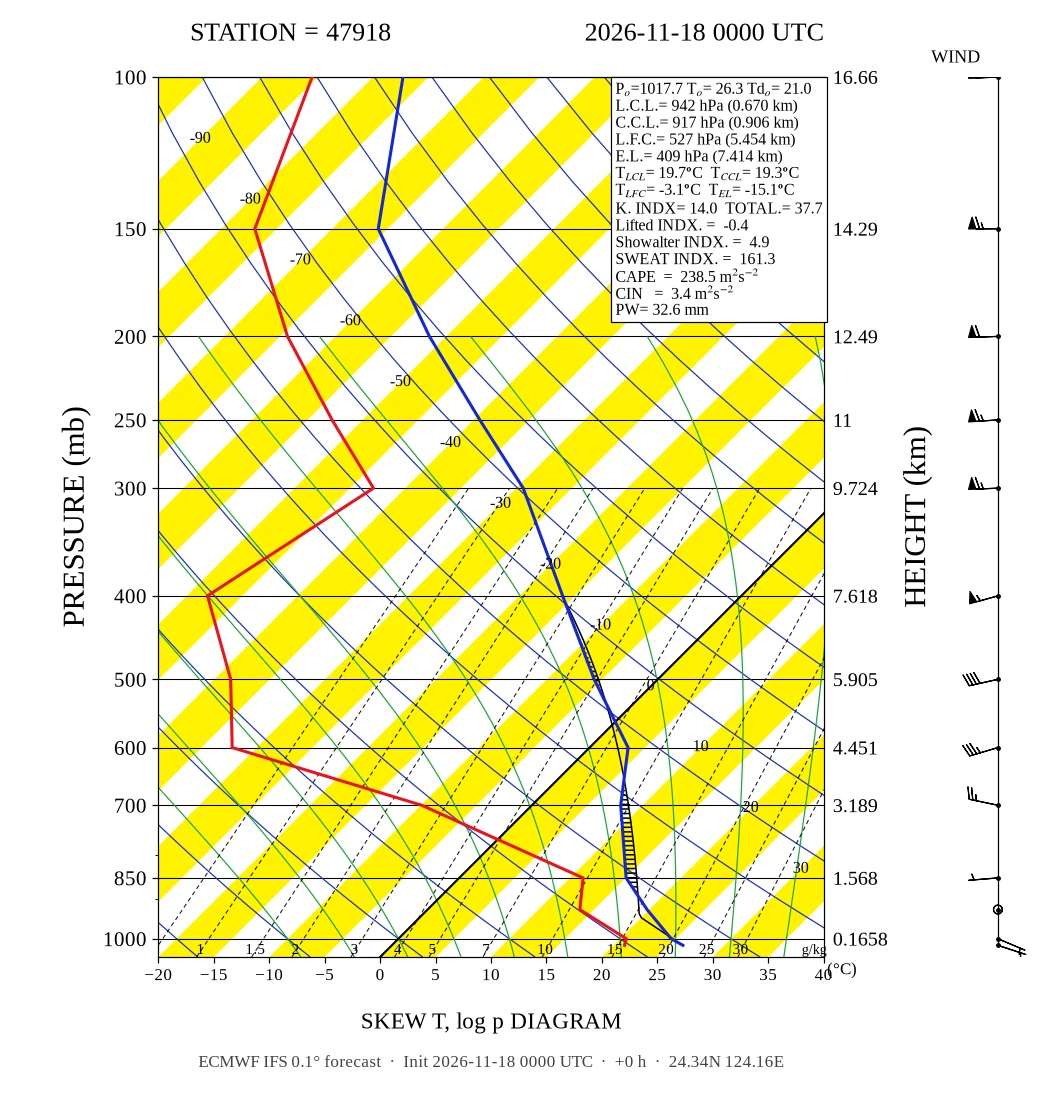 STATION = 47918 2026-11-18 0000 UTC
WIND
100 16.66
Pₒ=1017.7 Tₒ= 26.3 Tdₒ= 21.0
L.C.L.= 942 hPa (0.670 km)
C.C.L.= 917 hPa (0.906 km)
L.F.C.= 527 hPa (5.454 km)
E.L.= 409 hPa (7.414 km)
T_LCL= 19.7°C T_CCL= 19.3°C
T_LFC= -3.1°C T_EL= -15.1°C
K. INDX= 14.0 TOTAL.= 37.7
Lifted INDX. = -0.4
Showalter INDX. = 4.9
SWEAT INDX. = 161.3
CAPE = 238.5 m²s⁻²
CIN = 3.4 m²s⁻²
PW= 32.6 mm
-90
-80
150 14.29
-70
-60
200 12.49
-50
250 11
-40
300 9.724
-30
PRESSURE (mb)
HEIGHT (km)
-20
400 7.618
-10
500 5.905
0
600 4.451
10
700 3.189
20
850 1.568
30
1000 0.1658
1 1.5 2 3 4 5 7 10 15 20 25 30 g/kg
−20 −15 −10 −5 0 5 10 15 20 25 30 35 40 (°C)
SKEW T, log p DIAGRAM
ECMWF IFS 0.1° forecast · Init 2026-11-18 0000 UTC · +0 h · 24.34N 124.16E